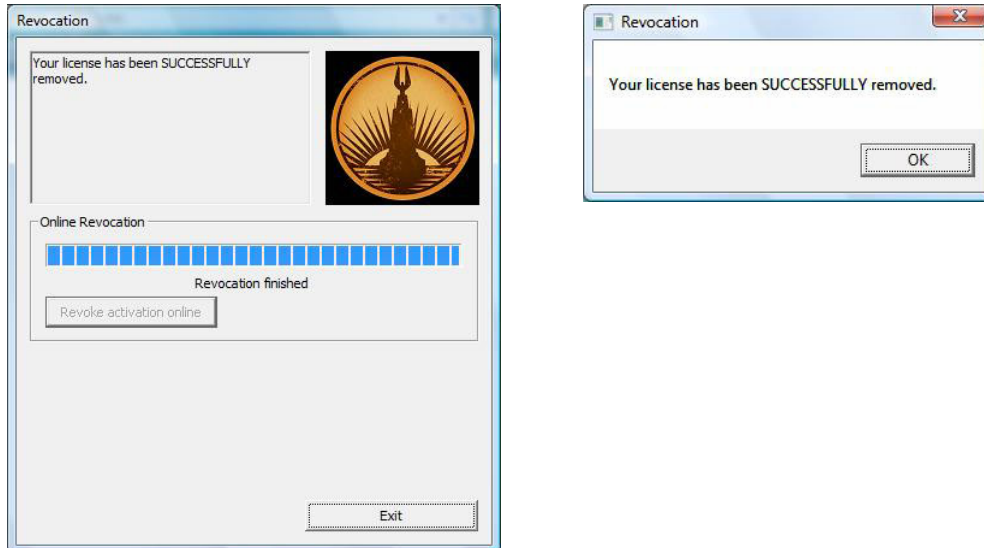 Revocation
Your license has been SUCCESSFULLY
removed.
Online Revocation
Revocation finished
Revoke activation online
Exit
Revocation
Your license has been SUCCESSFULLY removed.
OK